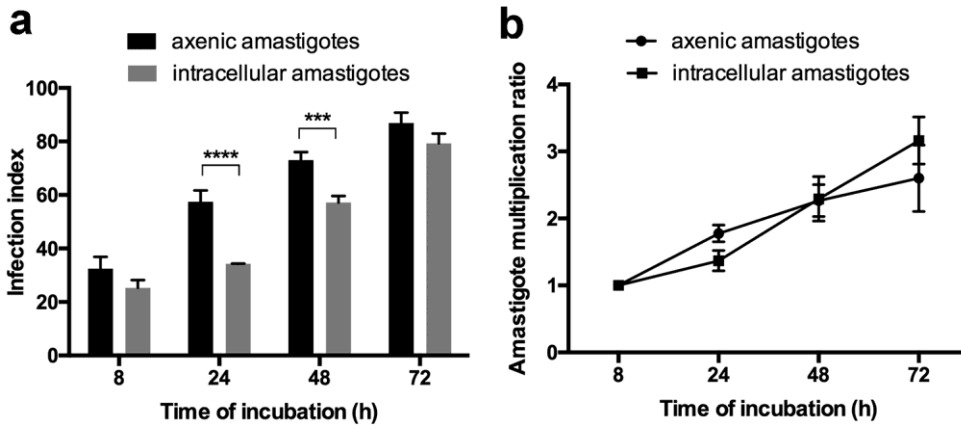 a
axenic amastigotes
intracellular amastigotes
Infection index
100
80
60
40
20
0
****
***
8 24 48 72
Time of incubation (h)
b
axenic amastigotes
intracellular amastigotes
Amastigote multiplication ratio
4
3
2
1
0
8 24 48 72
Time of incubation (h)